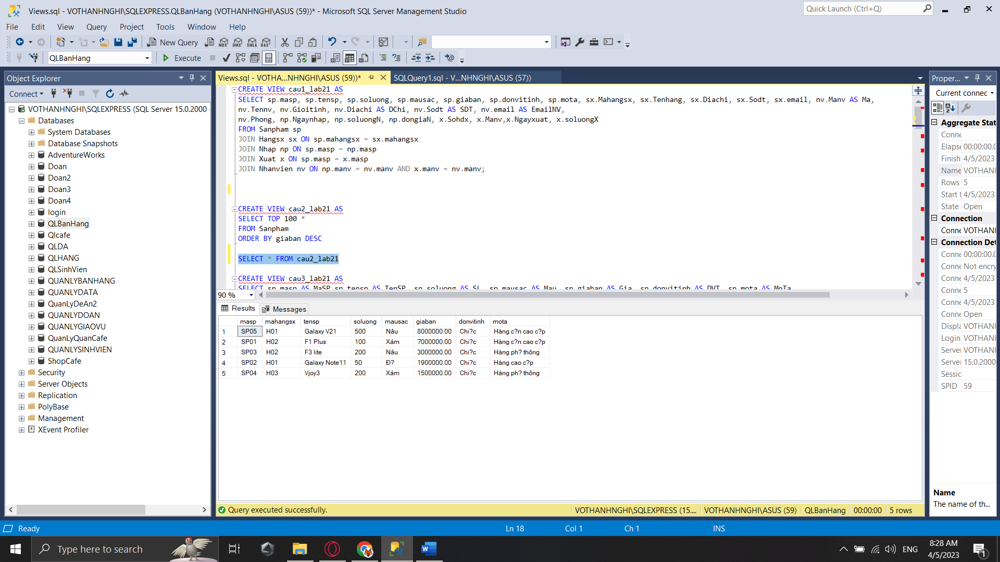 Views.sql - VOTHANHNGHI\SQLEXPRESS.QLBanHang (VOTHANHNGHI\ASUS (59))* - Microsoft SQL Server Management Studio
Quick Launch (Ctrl+Q)
File Edit View Query Project Tools Window Help
New Query
QLBanHang
Execute
Object Explorer
Connect
VOTHANHNGHI\SQLEXPRESS (SQL Server 15.0.2000 -
Databases
System Databases
Database Snapshots
AdventureWorks
Doan
Doan2
Doan3
Doan4
login
QLBanHang
Qlcafe
QLDA
QLHANG
QLSinhVien
QUANLYBANHANG
QUANLYDATA
QuanLyDeAn2
QUANLYDOAN
QUANLYGIAOVU
QuanLyQuanCafe
QUANLYSINHVIEN
ShopCafe
Security
Server Objects
Replication
PolyBase
Management
XEvent Profiler
Views.sql - VOTHA...NHNGHI\ASUS (59))*
SQLQuery1.sql - V...NHNGHI\ASUS (57))
CREATE VIEW cau1_lab21 AS
SELECT sp.masp, sp.tensp, sp.soluong, sp.mausac, sp.giaban, sp.donvitinh, sp.mota, sx.Mahangsx, sx.Tenhang, sx.Diachi, sx.Sodt, sx.email, nv.Manv AS Ma,
nv.Tennv, nv.Gioitinh, nv.Diachi AS DChi, nv.Sodt AS SDT, nv.email AS EmailNV,
nv.Phong, np.Ngaynhap, np.soluongN, np.dongiaN, x.Sohdx, x.Manv,x.Ngayxuat, x.soluongX
FROM Sanpham sp
JOIN Hangsx sx ON sp.mahangsx = sx.mahangsx
JOIN Nhap np ON sp.masp = np.masp
JOIN Xuat x ON sp.masp = x.masp
JOIN Nhanvien nv ON np.manv = nv.manv AND x.manv = nv.manv;
CREATE VIEW cau2_lab21 AS
SELECT TOP 100 *
FROM Sanpham
ORDER BY giaban DESC
SELECT * FROM cau2_lab21
CREATE VIEW cau3_lab21 AS
SELECT sp.masp AS MaSP,sp.tensp AS TenSP, sp.soluong AS SL, sp.mausac AS Mau, sp.giaban AS Gia, sp.donvitinh AS DVT, sp.mota AS MoTa
90 %
Results Messages
masp mahangsx tensp soluong mausac giaban donvitinh mota
1 SP05 H01 Galaxy V21 500 Nâu 8000000.00 Chi?c Hàng c?n cao c?p
2 SP01 H02 F1 Plus 100 Xám 7000000.00 Chi?c Hàng c?n cao c?p
3 SP03 H02 F3 lite 200 Nâu 3000000.00 Chi?c Hàng ph? thông
4 SP02 H01 Galaxy Note11 50 Đ? 1900000.00 Chi?c Hàng cao c?p
5 SP04 H03 Vjoy3 200 Xám 1500000.00 Chi?c Hàng ph? thông
Query executed successfully.
VOTHANHNGHI\SQLEXPRESS (15.... VOTHANHNGHI\ASUS (59) QLBanHang 00:00:00 5 rows
Proper...
Current connec
Aggregate Stat
Conne
Elapse 00:00:00.0
Finish 4/5/2023
Name VOTHANH
Rows 5
Start t 4/5/2023
State Open
Connection
Conne VOTHANH
Connection Det
Conne 00:00:00.0
Conne Not encry
Conne 4/5/2023
Conne 5
Conne 4/5/2023
Conne Open
Displa VOTHANH
Login VOTHANH
Server VOTHANH
Server 15.0.2000
Sessio
SPID 59
Name
The name of th...
Ready
Ln 18 Col 1 Ch 1 INS
Type here to search
ENG
8:28 AM
4/5/2023
1